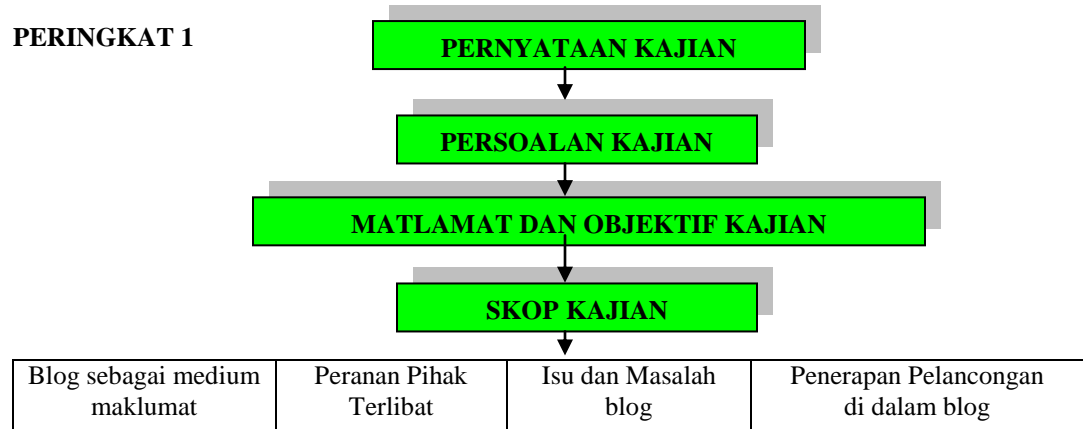 PERINGKAT 1
PERNYATAAN KAJIAN
PERSOALAN KAJIAN
MATLAMAT DAN OBJEKTIF KAJIAN
SKOP KAJIAN
Blog sebagai medium
maklumat
Peranan Pihak
Terlibat
Isu dan Masalah
blog
Penerapan Pelancongan
di dalam blog